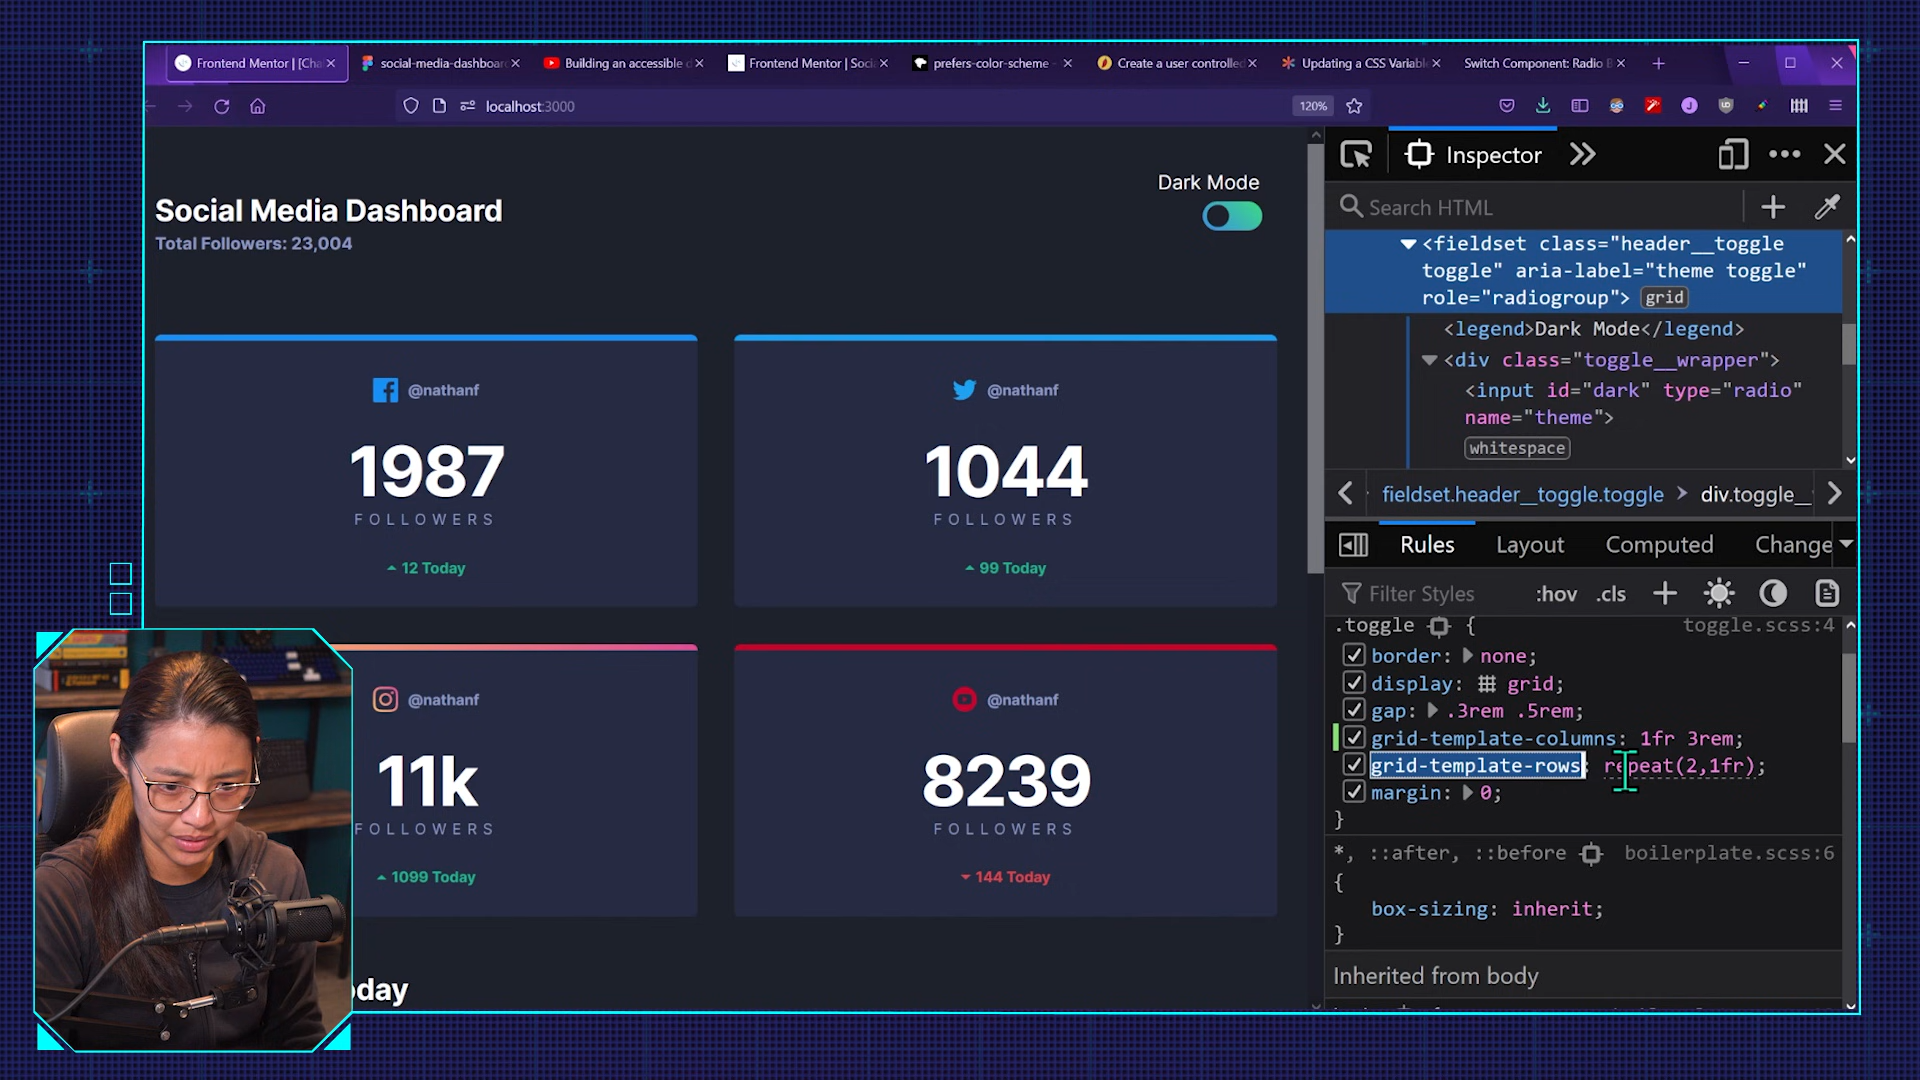 Frontend Mentor | [Cha
social-media-dashboar
Building an accessible d
Frontend Mentor | Soci
prefers-color-scheme -
Create a user controlled
Updating a CSS Variabl
Switch Component: Radio B
localhost:3000
120%
Dark Mode
Social Media Dashboard
Total Followers: 23,004
@nathanf
1987
FOLLOWERS
12 Today
@nathanf
1044
FOLLOWERS
99 Today
@nathanf
11k
FOLLOWERS
1099 Today
@nathanf
8239
FOLLOWERS
144 Today
oday
Inspector
Search HTML
<fieldset class="header__toggle
toggle" aria-label="theme toggle"
role="radiogroup"> grid
<legend>Dark Mode</legend>
<div class="toggle__wrapper">
<input id="dark" type="radio"
name="theme">
whitespace
fieldset.header__toggle.toggle > div.toggle__
Rules Layout Computed Change
Filter Styles :hov .cls
.toggle { toggle.scss:4
border: none;
display: grid;
gap: .3rem .5rem;
grid-template-columns: 1fr 3rem;
grid-template-rows: repeat(2,1fr);
margin: 0;
}
*, ::after, ::before boilerplate.scss:6
{
box-sizing: inherit;
}
Inherited from body